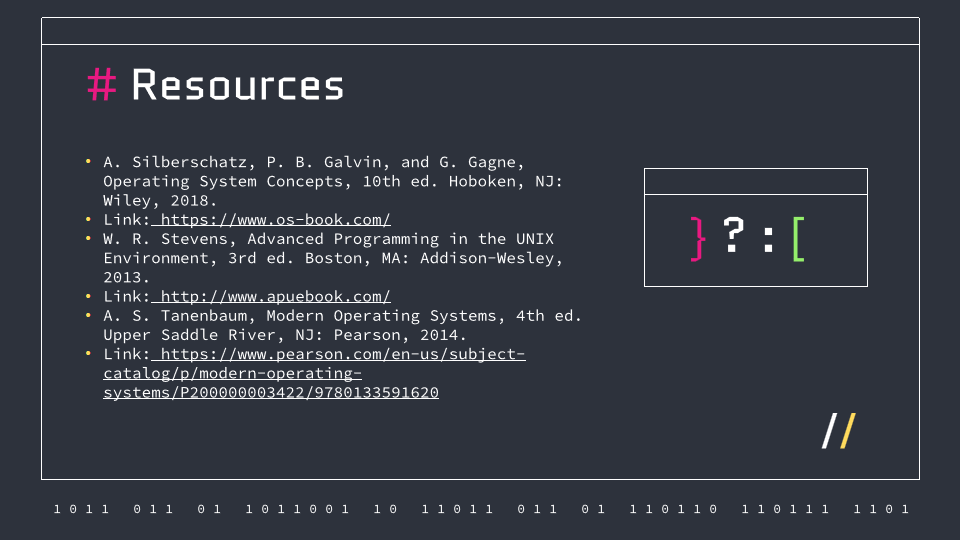 # Resources
• A. Silberschatz, P. B. Galvin, and G. Gagne,
Operating System Concepts, 10th ed. Hoboken, NJ:
Wiley, 2018.
• Link: https://www.os-book.com/
• W. R. Stevens, Advanced Programming in the UNIX
Environment, 3rd ed. Boston, MA: Addison-Wesley,
2013.
• Link: http://www.apuebook.com/
• A. S. Tanenbaum, Modern Operating Systems, 4th ed.
Upper Saddle River, NJ: Pearson, 2014.
• Link: https://www.pearson.com/en-us/subject-
catalog/p/modern-operating-
systems/P200000003422/9780133591620
}?:[
//
1011 011 01 1011001 10 11011 011 01 110110 110111 1101